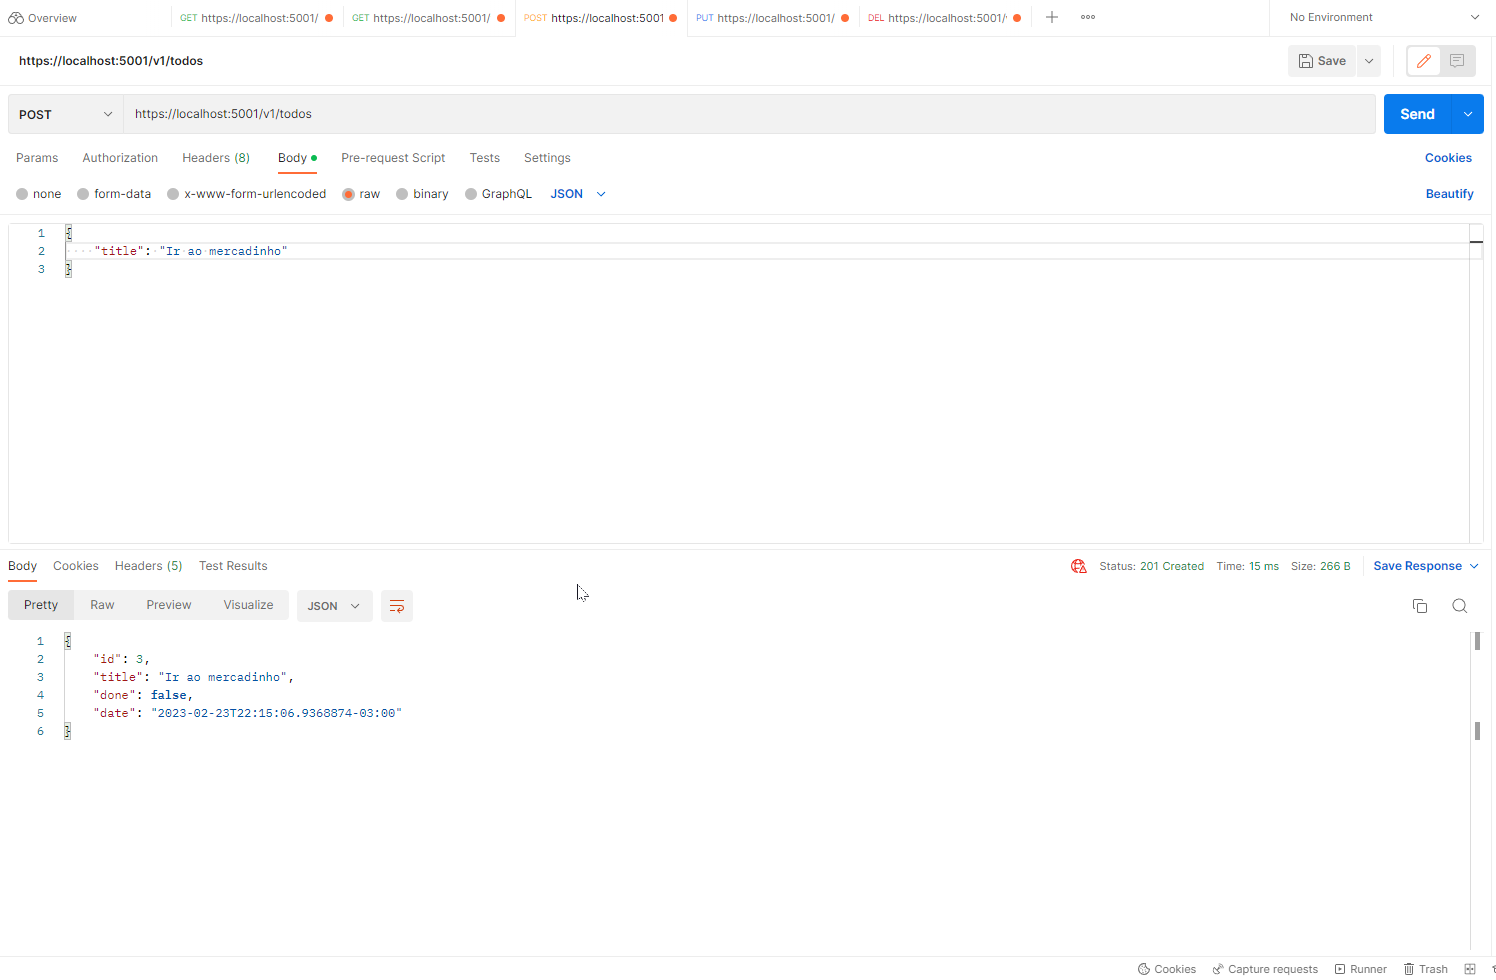 Overview
GET https://localhost:5001/
GET https://localhost:5001/
POST https://localhost:5001
PUT https://localhost:5001/
DEL https://localhost:5001/
No Environment
https://localhost:5001/v1/todos
Save
POST
https://localhost:5001/v1/todos
Send
Params Authorization Headers (8) Body Pre-request Script Tests Settings Cookies
none form-data x-www-form-urlencoded raw binary GraphQL JSON Beautify
1 {
2 "title": "Ir ao mercadinho"
3 }
Body Cookies Headers (5) Test Results Status: 201 Created Time: 15 ms Size: 266 B Save Response
Pretty Raw Preview Visualize JSON
1 {
2 "id": 3,
3 "title": "Ir ao mercadinho",
4 "done": false,
5 "date": "2023-02-23T22:15:06.9368874-03:00"
6 }
Cookies Capture requests Runner Trash